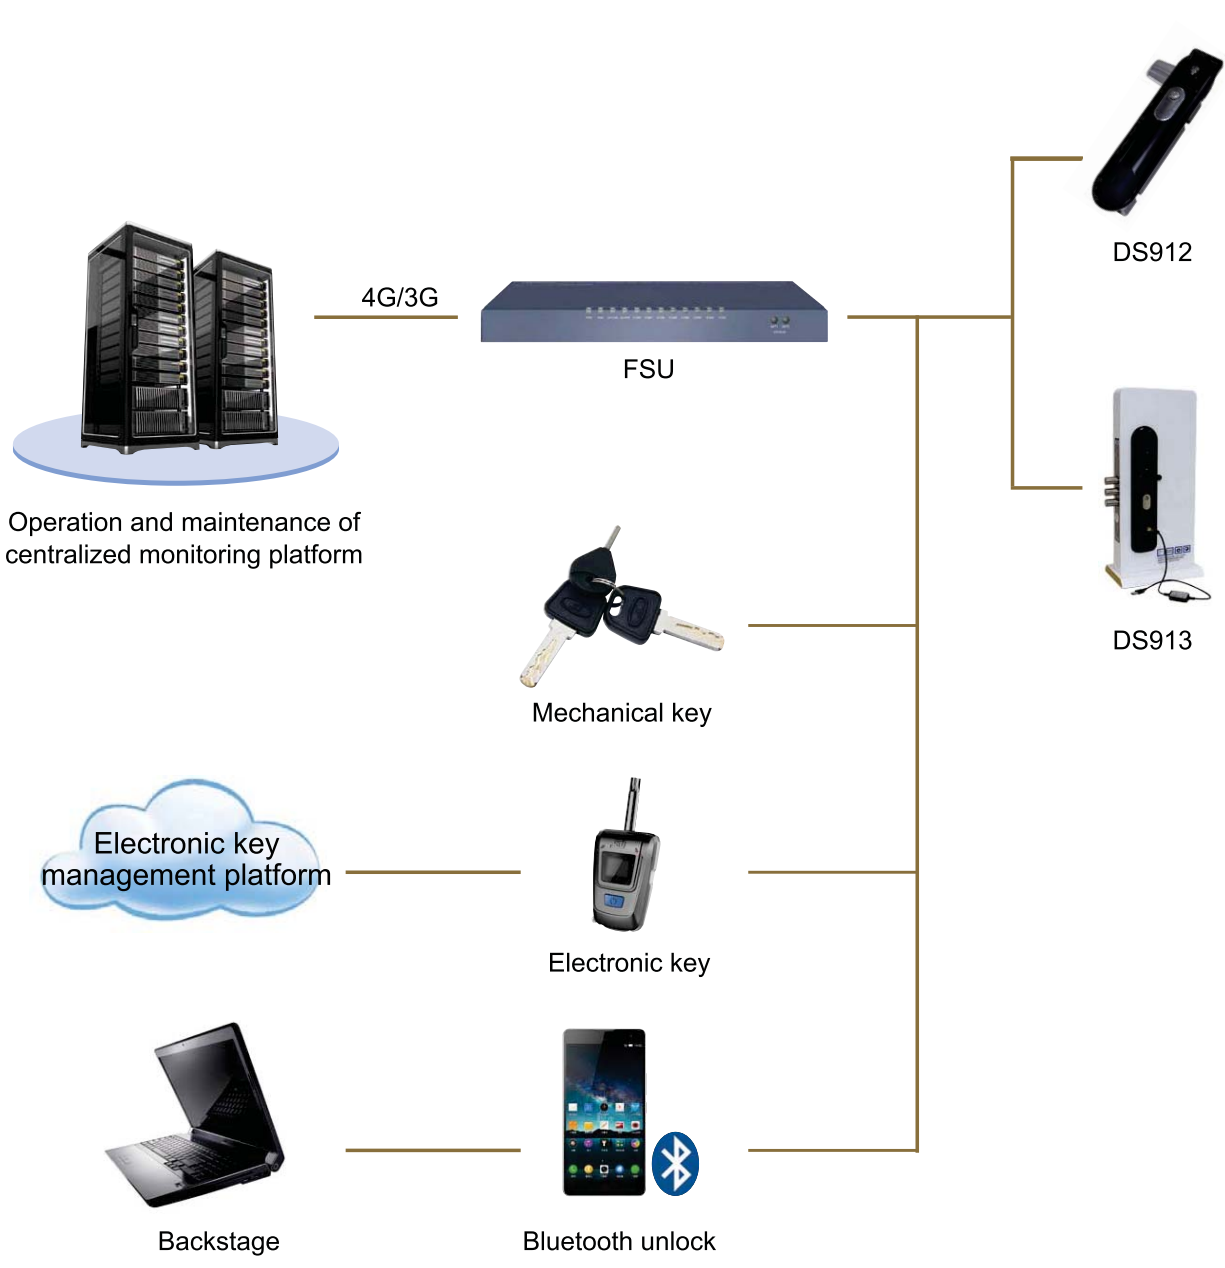 DS912
4G/3G
FSU
Operation and maintenance of
centralized monitoring platform
DS913
Mechanical key
Electronic key
management platform
Electronic key
Backstage
Bluetooth unlock